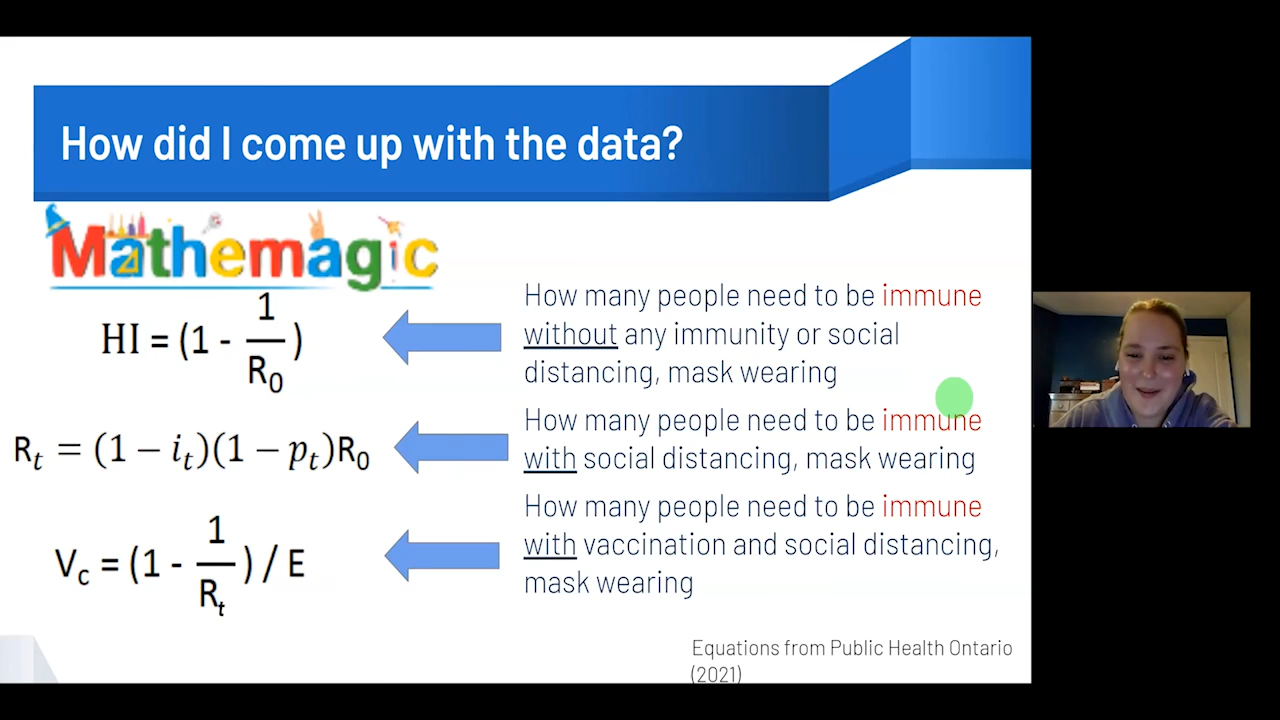 How did I come up with the data?
Mathemagic
HI = (1 - 1/R₀)
How many people need to be immune
without any immunity or social
distancing, mask wearing
Rₜ = (1 − iₜ)(1 − pₜ)R₀
How many people need to be immune
with social distancing, mask wearing
V꜀ = (1 - 1/Rₜ) / E
How many people need to be immune
with vaccination and social distancing,
mask wearing
Equations from Public Health Ontario
(2021)